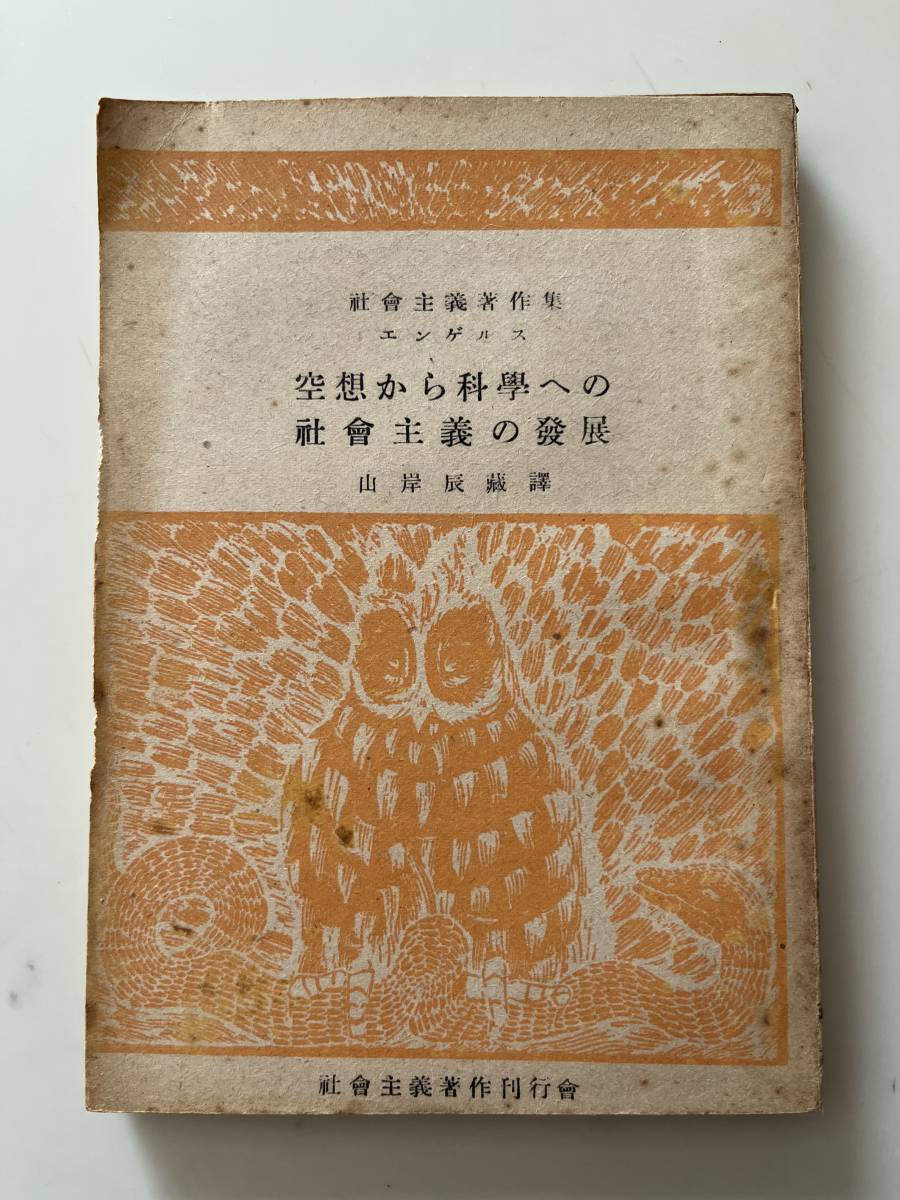 社會主義著作集
エンゲルス
空想から科學への
社會主義の發展
山岸辰藏譯
社會主義著作刊行會